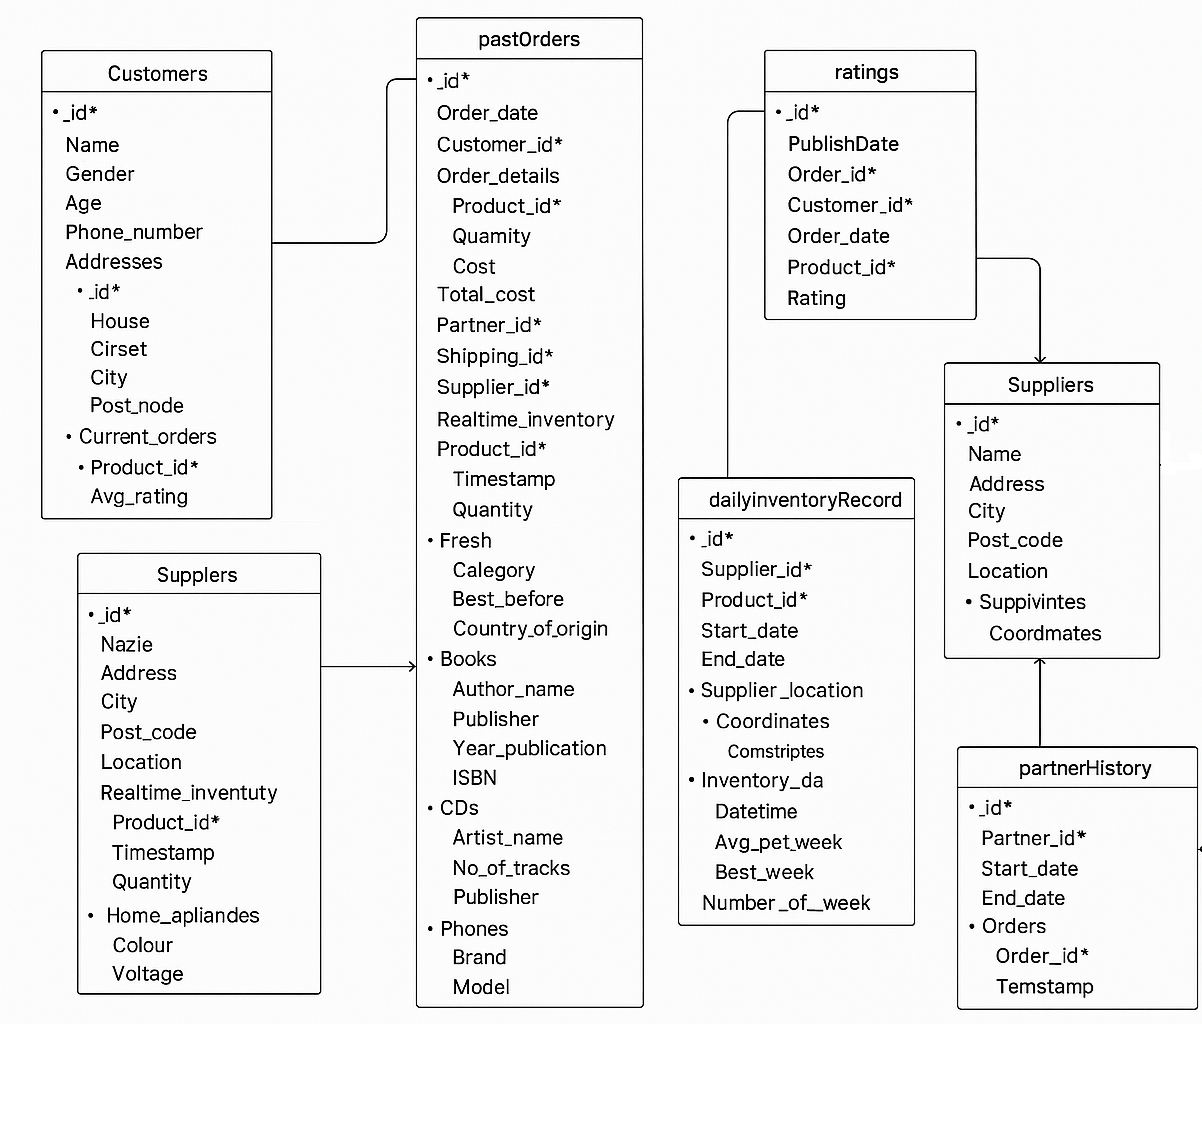 Customers
• _id*
Name
Gender
Age
Phone_number
Addresses
• _id*
House
Cirset
City
Post_node
• Current_orders
• Product_id*
Avg_rating
Supplers
• _id*
Nazie
Address
City
Post_code
Location
Realtime_inventuty
Product_id*
Timestamp
Quantity
• Home_apliandes
Colour
Voltage
pastOrders
• _id*
Order_date
Customer_id*
Order_details
Product_id*
Quamity
Cost
Total_cost
Partner_id*
Shipping_id*
Supplier_id*
Realtime_inventory
Product_id*
Timestamp
Quantity
• Fresh
Calegory
Best_before
Country_of_origin
• Books
Author_name
Publisher
Year_publication
ISBN
• CDs
Artist_name
No_of_tracks
Publisher
• Phones
Brand
Model
ratings
• _id*
PublishDate
Order_id*
Customer_id*
Order_date
Product_id*
Rating
dailyinventoryRecord
• _id*
Supplier_id*
Product_id*
Start_date
End_date
• Supplier_location
• Coordinates
Comstriptes
• Inventory_da
Datetime
Avg_pet_week
Best_week
Number_of__week
Suppliers
• _id*
Name
Address
City
Post_code
Location
• Suppivintes
Coordmates
partnerHistory
• _id*
Partner_id*
Start_date
End_date
• Orders
Order_id*
Temstamp